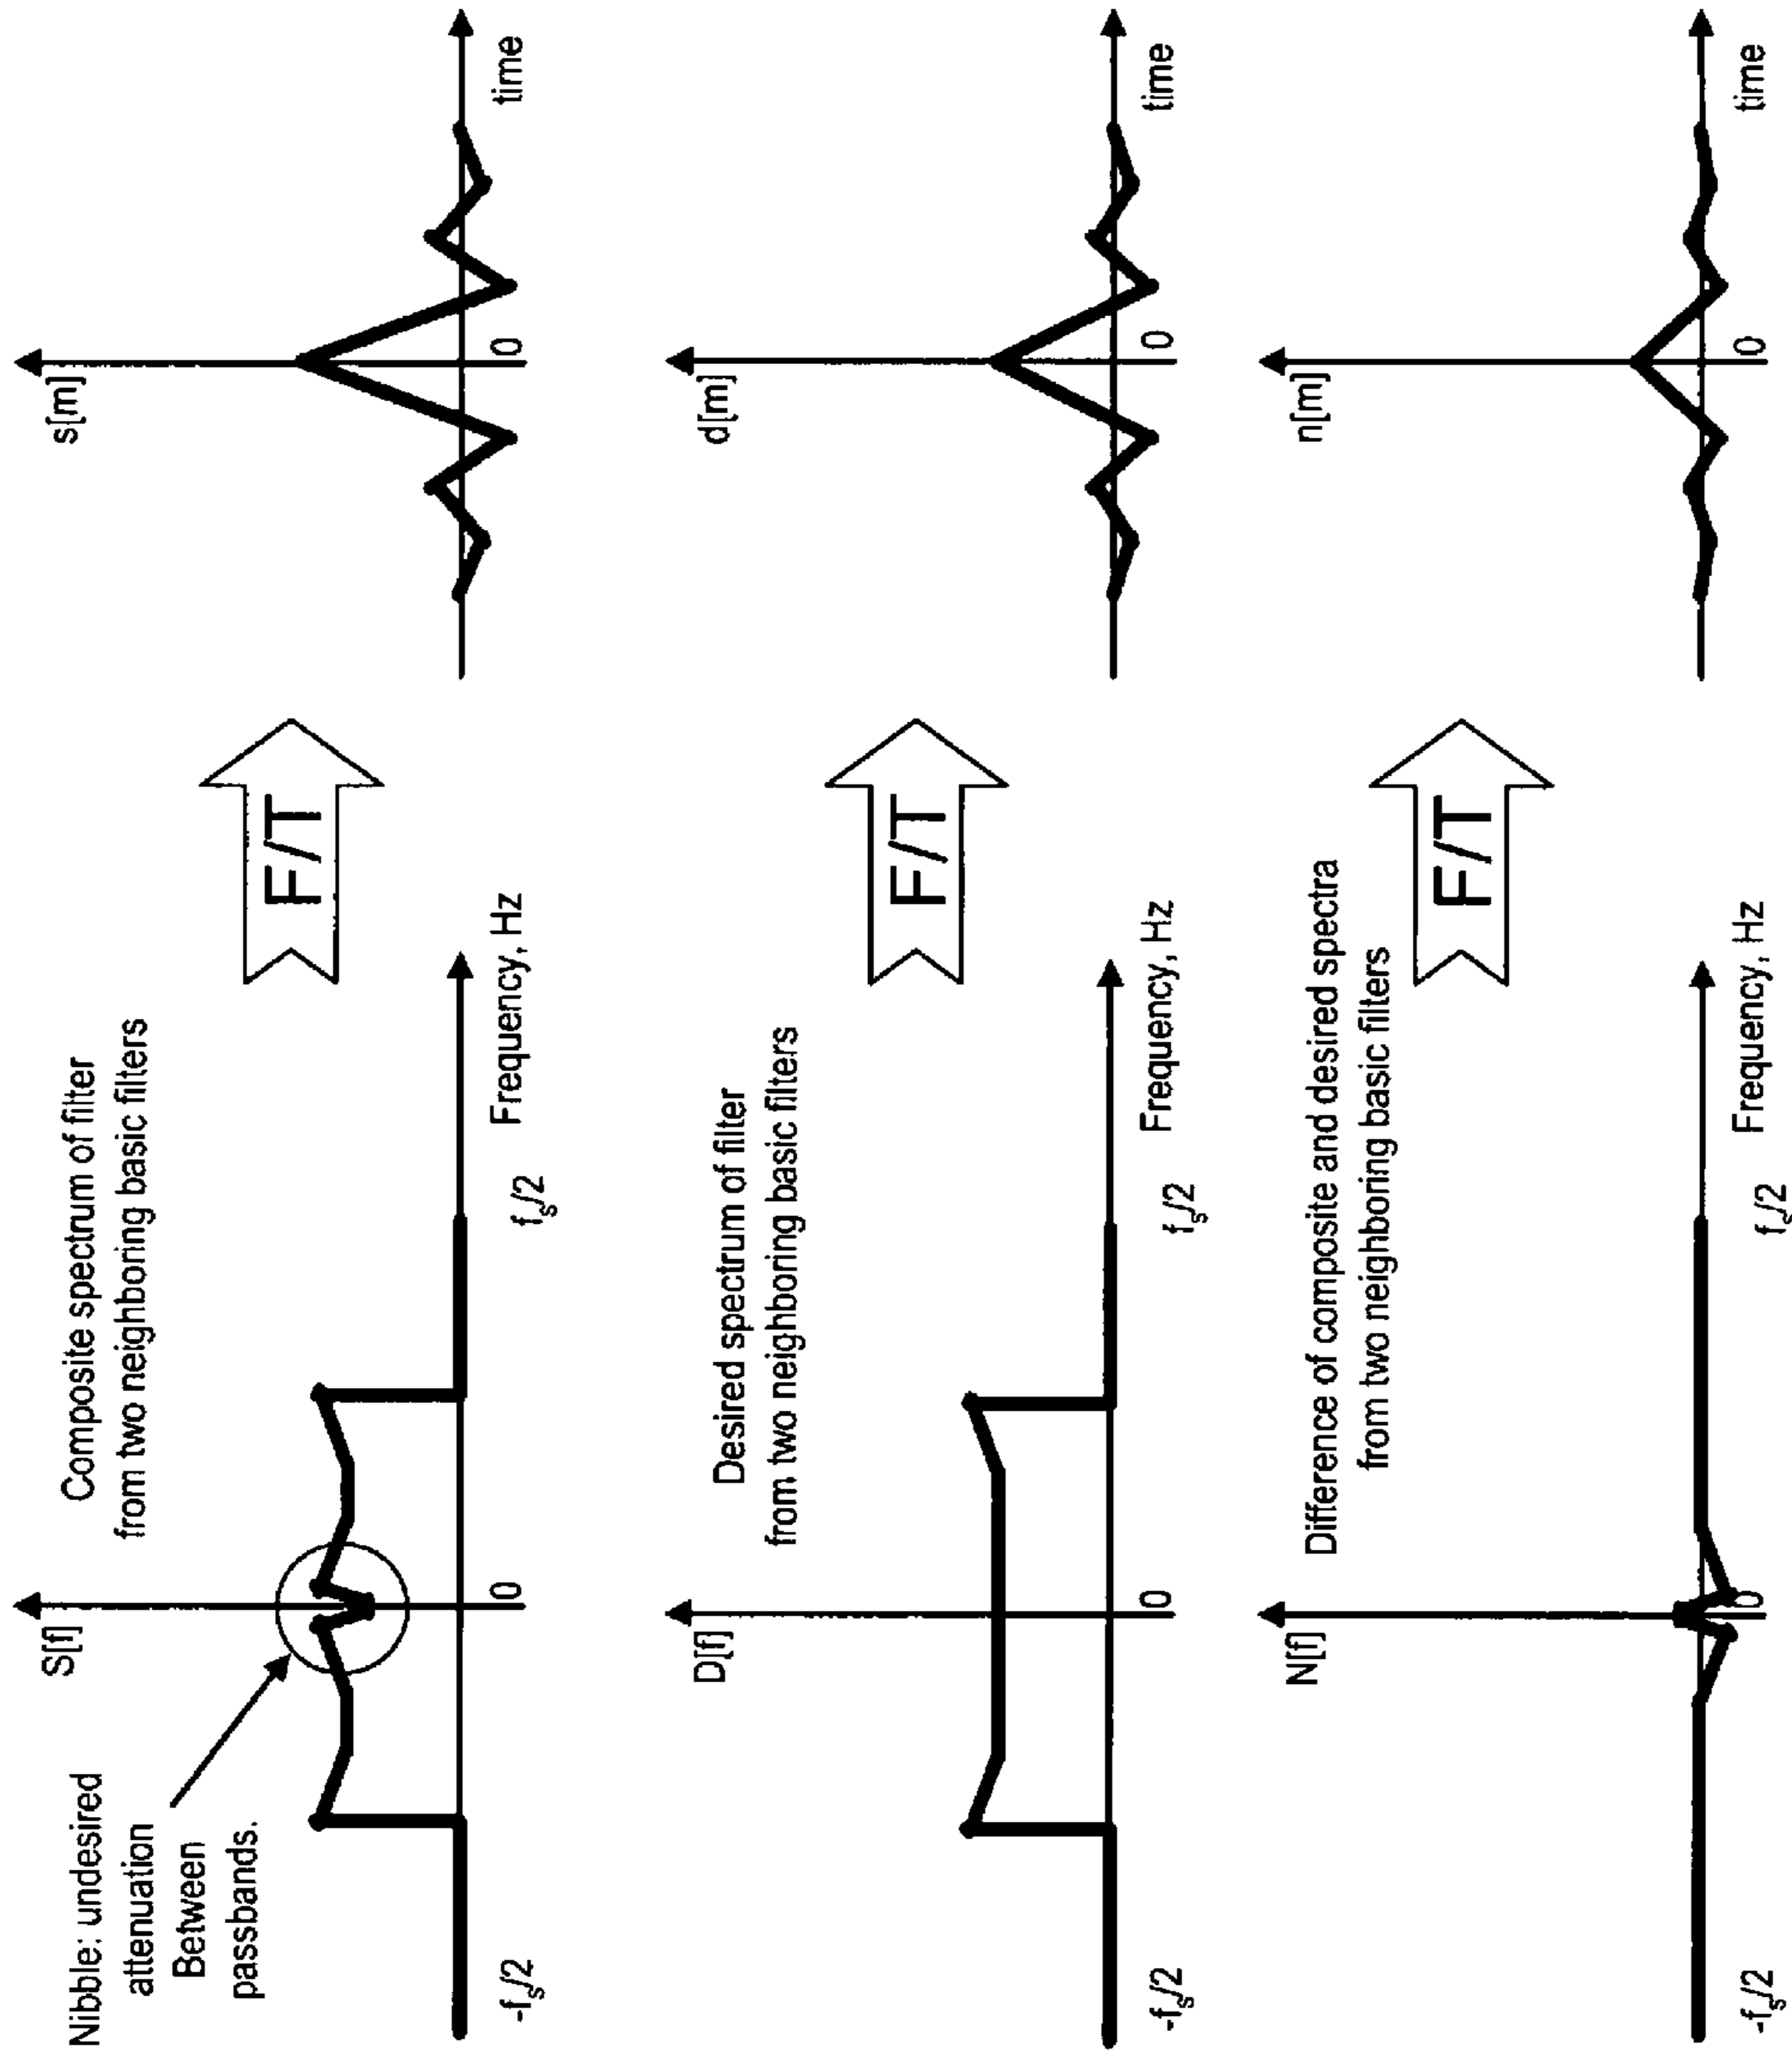 S[f]
Composite spectrum of filter
from two neighboring basic filters
Nibble: undesired
attenuation
Between
passbands.
-fs/2
0
fs/2
Frequency, Hz
F/T
s[m]
0
time
D[f]
Desired spectrum of filter
from two neighboring basic filters
-fs/2
0
fs/2
Frequency, Hz
F/T
d[m]
0
time
N[f]
Difference of composite and desired spectra
from two neighboring basic filters
-fs/2
0
fs/2
Frequency, Hz
F/T
n[m]
0
time